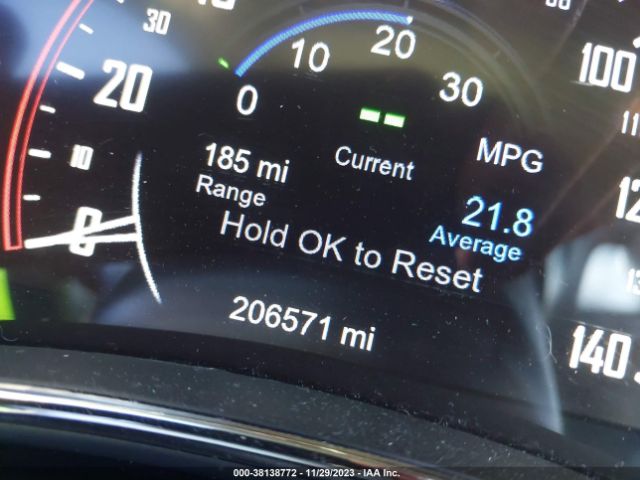 30
20
10
0
0
10
20
30
185 mi
Range
Current
MPG
21.8
Average
Hold OK to Reset
206571 mi
100
140
000-38138772 - 11/29/2023 - IAA Inc.